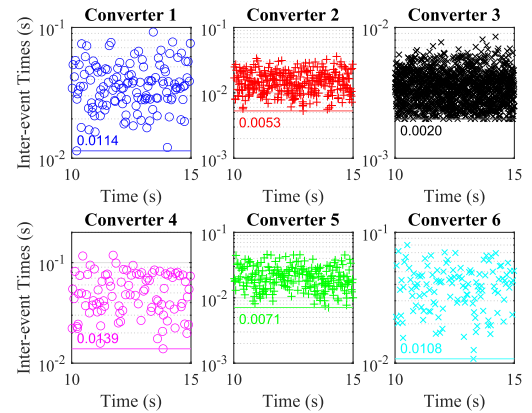 Converter 1 Converter 2 Converter 3
Inter-event Times (s)
10^-1 10^-1 10^-2
10^-2 10^-2 10^-3
10^-3
0.0114 0.0053 0.0020
10 15 10 15 10 15
Time (s) Time (s) Time (s)
Converter 4 Converter 5 Converter 6
Inter-event Times (s)
10^-1 10^-1 10^-1
10^-2 10^-2 10^-2
10^-3
0.0139 0.0071 0.0108
10 15 10 15 10 15
Time (s) Time (s) Time (s)